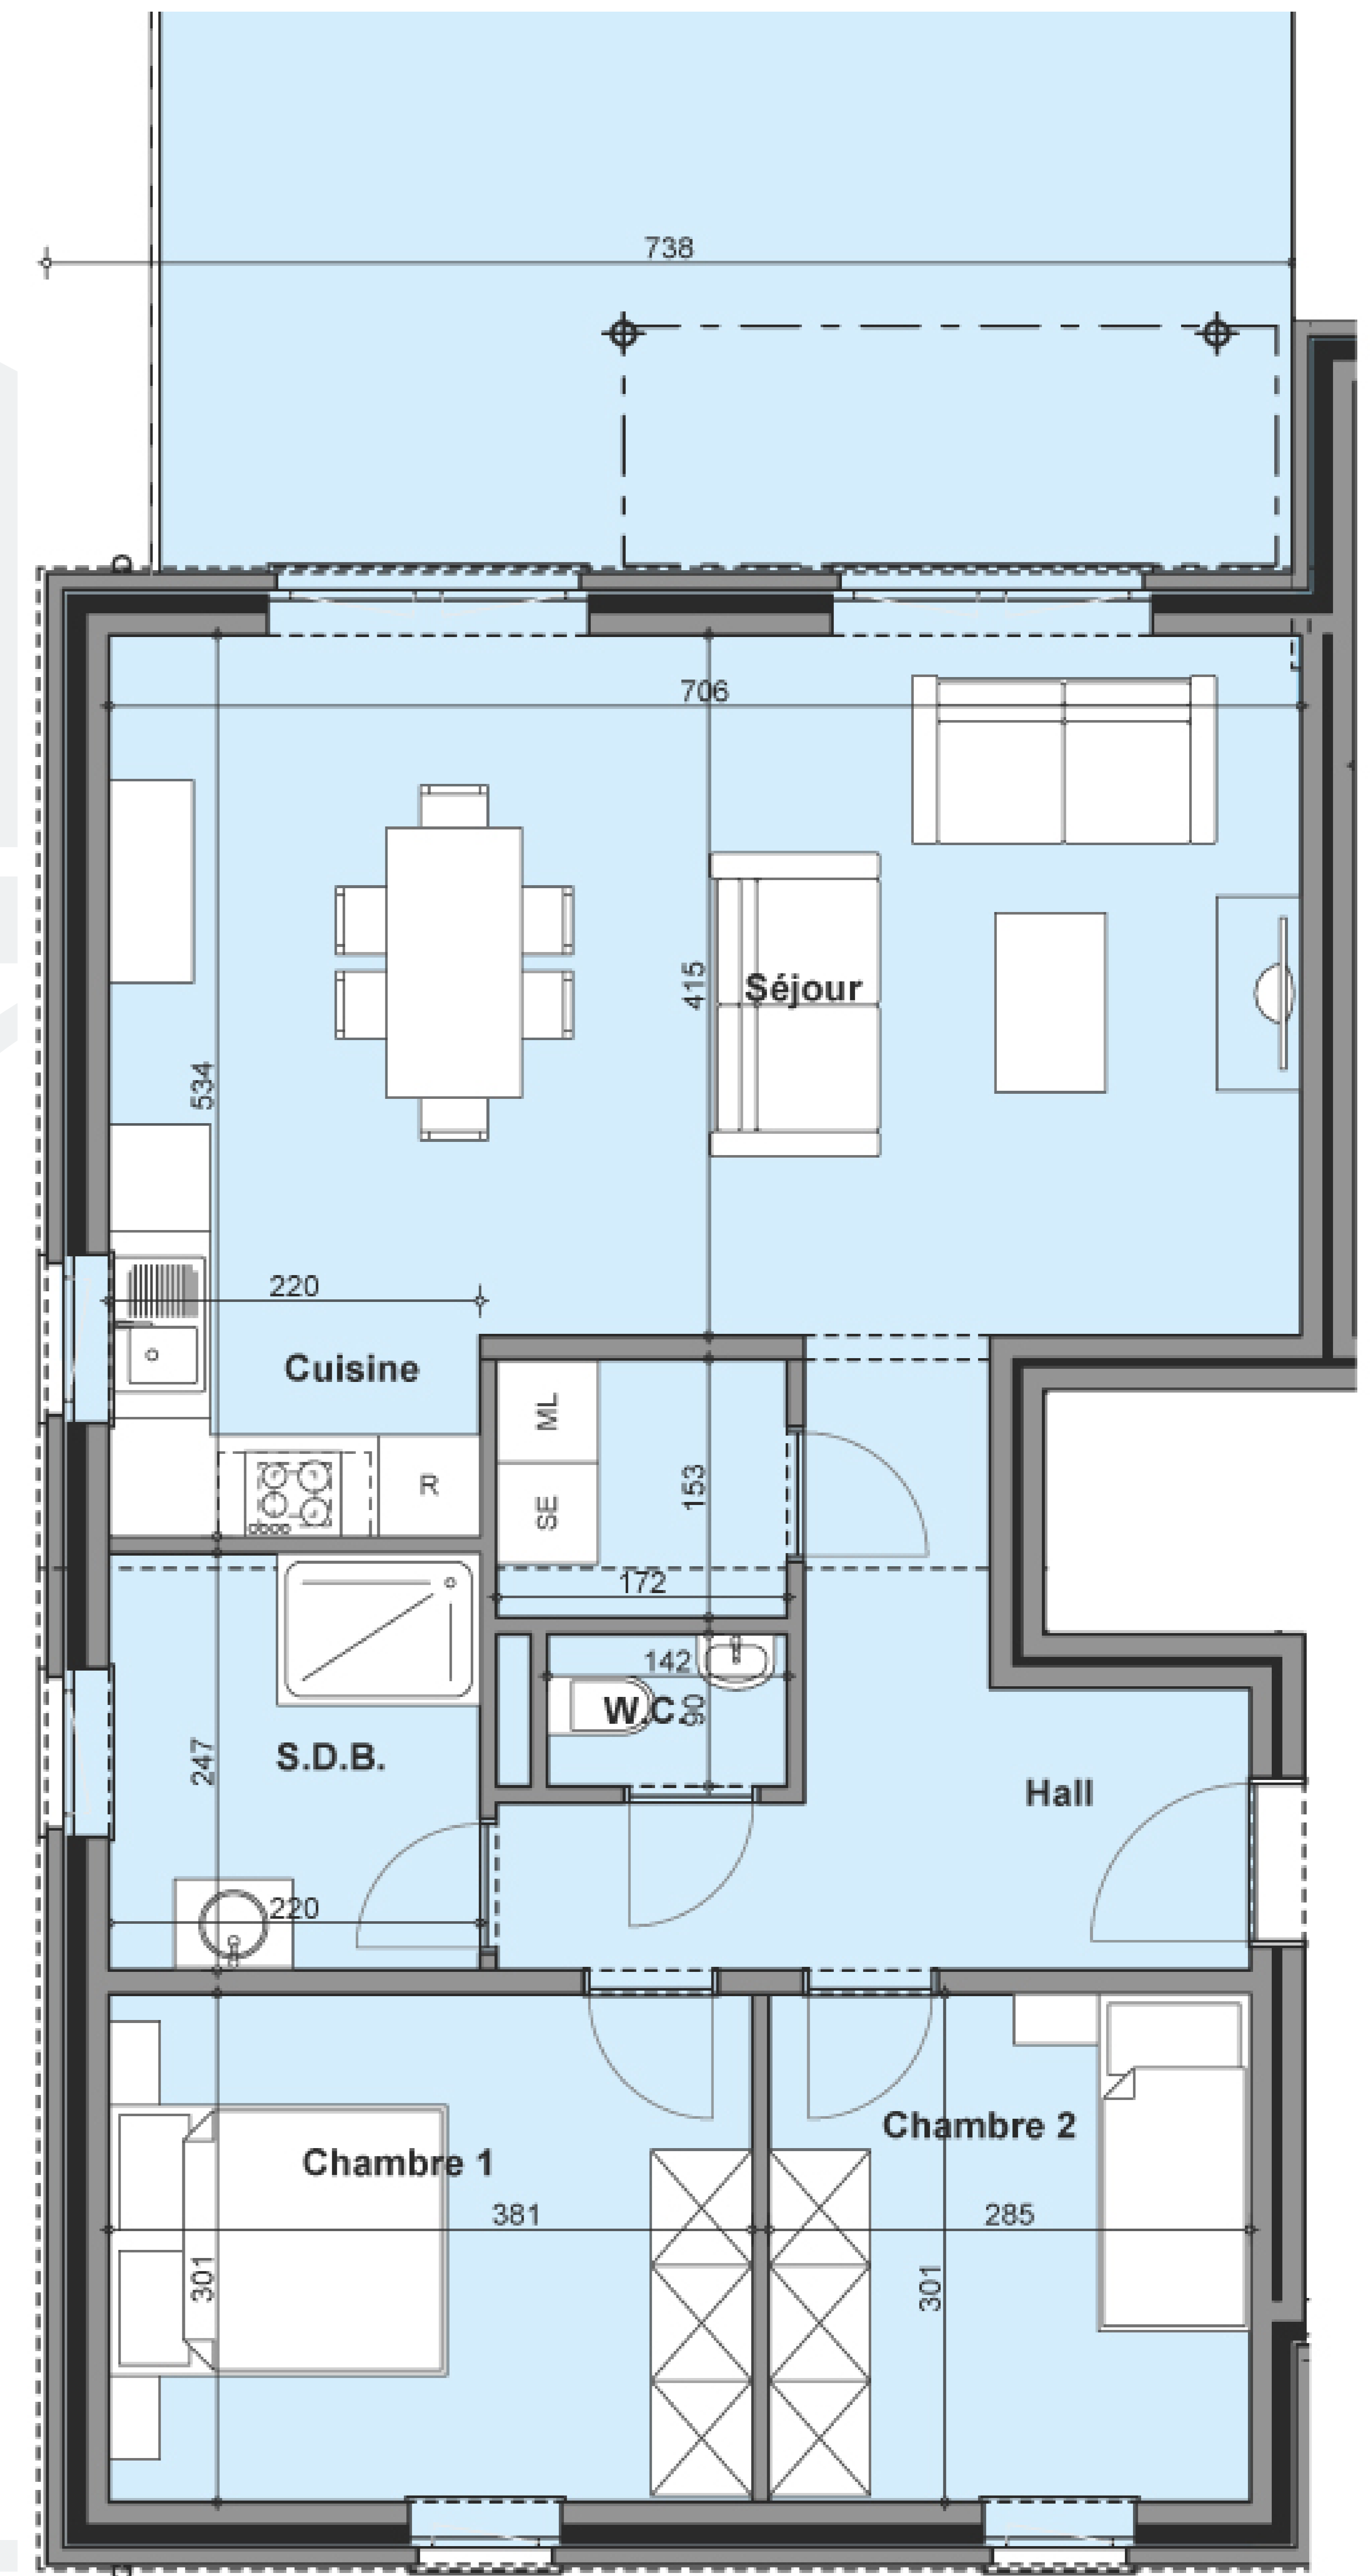 738
706
415
Séjour
534
220
Cuisine
ML
R
153
SE
172
142
W.C.
90
247
S.D.B.
Hall
220
Chambre 2
Chambre 1
381
285
301
301